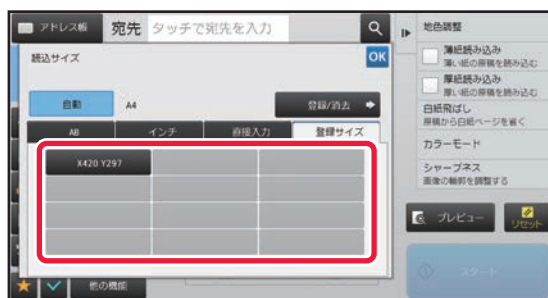 アドレス帳
宛先 タッチで宛先を入力
読込サイズ
OK
自動 A4
登録/消去
AB インチ 直接入力 登録サイズ
X420 Y297
他の機能
地色調整
薄紙読み込み
薄い紙の原稿を読み込む
厚紙読み込み
厚い紙の原稿を読み込む
白紙飛ばし
原稿から白紙ページを省く
カラーモード
シャープネス
画像の輪郭を調整する
プレビュー
リセット
スタート